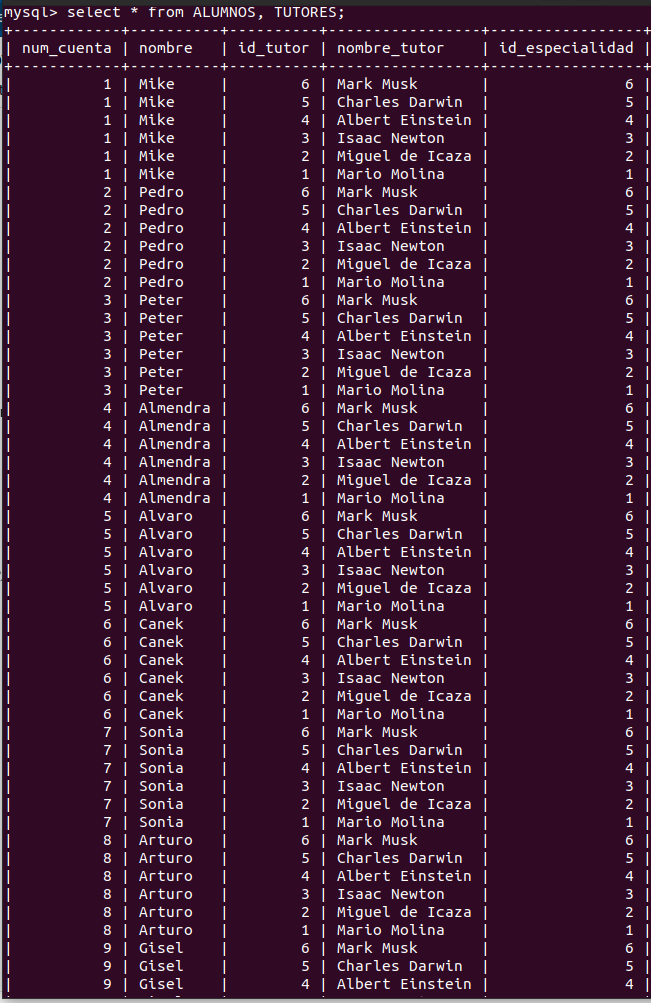 mysql> select * from ALUMNOS, TUTORES;
+------------+----------+----------+-----------------+-----------------+
| num_cuenta | nombre   | id_tutor | nombre_tutor    | id_especialidad |
+------------+----------+----------+-----------------+-----------------+
|          1 | Mike     |        6 | Mark Musk       |               6 |
|          1 | Mike     |        5 | Charles Darwin  |               5 |
|          1 | Mike     |        4 | Albert Einstein |               4 |
|          1 | Mike     |        3 | Isaac Newton    |               3 |
|          1 | Mike     |        2 | Miguel de Icaza |               2 |
|          1 | Mike     |        1 | Mario Molina    |               1 |
|          2 | Pedro    |        6 | Mark Musk       |               6 |
|          2 | Pedro    |        5 | Charles Darwin  |               5 |
|          2 | Pedro    |        4 | Albert Einstein |               4 |
|          2 | Pedro    |        3 | Isaac Newton    |               3 |
|          2 | Pedro    |        2 | Miguel de Icaza |               2 |
|          2 | Pedro    |        1 | Mario Molina    |               1 |
|          3 | Peter    |        6 | Mark Musk       |               6 |
|          3 | Peter    |        5 | Charles Darwin  |               5 |
|          3 | Peter    |        4 | Albert Einstein |               4 |
|          3 | Peter    |        3 | Isaac Newton    |               3 |
|          3 | Peter    |        2 | Miguel de Icaza |               2 |
|          3 | Peter    |        1 | Mario Molina    |               1 |
|          4 | Almendra |        6 | Mark Musk       |               6 |
|          4 | Almendra |        5 | Charles Darwin  |               5 |
|          4 | Almendra |        4 | Albert Einstein |               4 |
|          4 | Almendra |        3 | Isaac Newton    |               3 |
|          4 | Almendra |        2 | Miguel de Icaza |               2 |
|          4 | Almendra |        1 | Mario Molina    |               1 |
|          5 | Alvaro   |        6 | Mark Musk       |               6 |
|          5 | Alvaro   |        5 | Charles Darwin  |               5 |
|          5 | Alvaro   |        4 | Albert Einstein |               4 |
|          5 | Alvaro   |        3 | Isaac Newton    |               3 |
|          5 | Alvaro   |        2 | Miguel de Icaza |               2 |
|          5 | Alvaro   |        1 | Mario Molina    |               1 |
|          6 | Canek    |        6 | Mark Musk       |               6 |
|          6 | Canek    |        5 | Charles Darwin  |               5 |
|          6 | Canek    |        4 | Albert Einstein |               4 |
|          6 | Canek    |        3 | Isaac Newton    |               3 |
|          6 | Canek    |        2 | Miguel de Icaza |               2 |
|          6 | Canek    |        1 | Mario Molina    |               1 |
|          7 | Sonia    |        6 | Mark Musk       |               6 |
|          7 | Sonia    |        5 | Charles Darwin  |               5 |
|          7 | Sonia    |        4 | Albert Einstein |               4 |
|          7 | Sonia    |        3 | Isaac Newton    |               3 |
|          7 | Sonia    |        2 | Miguel de Icaza |               2 |
|          7 | Sonia    |        1 | Mario Molina    |               1 |
|          8 | Arturo   |        6 | Mark Musk       |               6 |
|          8 | Arturo   |        5 | Charles Darwin  |               5 |
|          8 | Arturo   |        4 | Albert Einstein |               4 |
|          8 | Arturo   |        3 | Isaac Newton    |               3 |
|          8 | Arturo   |        2 | Miguel de Icaza |               2 |
|          8 | Arturo   |        1 | Mario Molina    |               1 |
|          9 | Gisel    |        6 | Mark Musk       |               6 |
|          9 | Gisel    |        5 | Charles Darwin  |               5 |
|          9 | Gisel    |        4 | Albert Einstein |               4 |